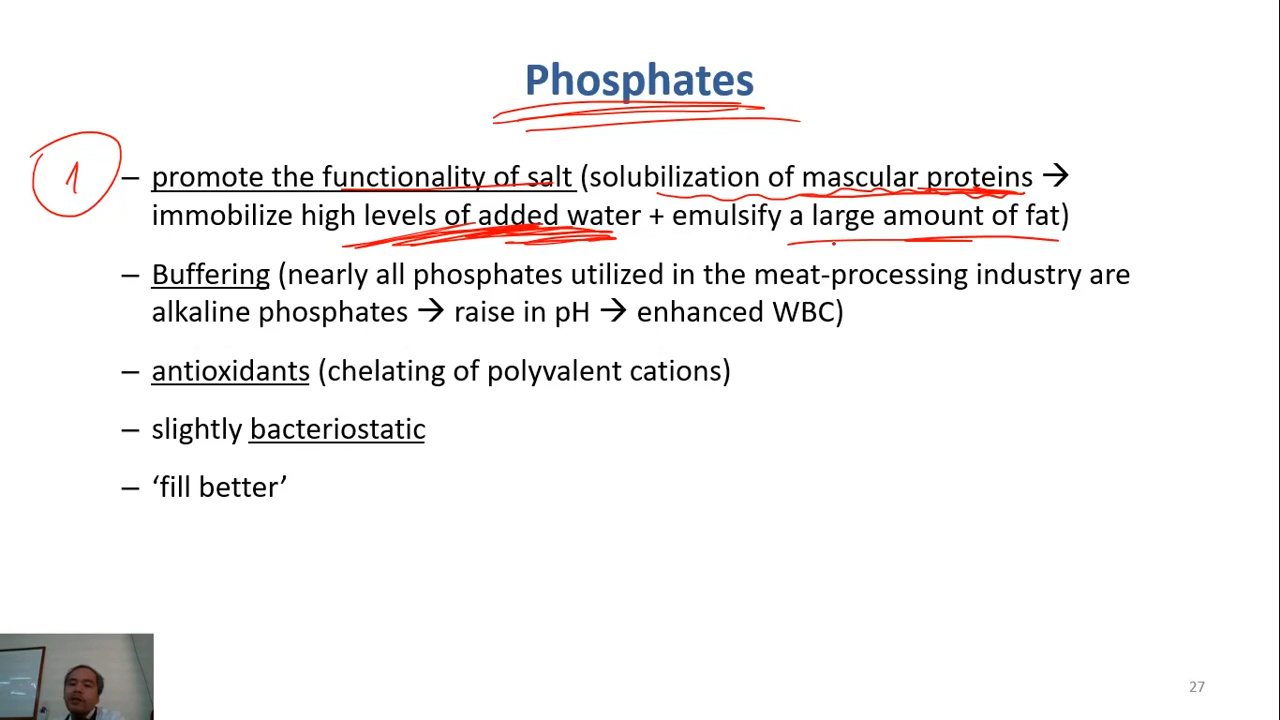 Phosphates
1
– promote the functionality of salt (solubilization of mascular proteins →
immobilize high levels of added water + emulsify a large amount of fat)
– Buffering (nearly all phosphates utilized in the meat-processing industry are
alkaline phosphates → raise in pH → enhanced WBC)
– antioxidants (chelating of polyvalent cations)
– slightly bacteriostatic
– ‘fill better’
27